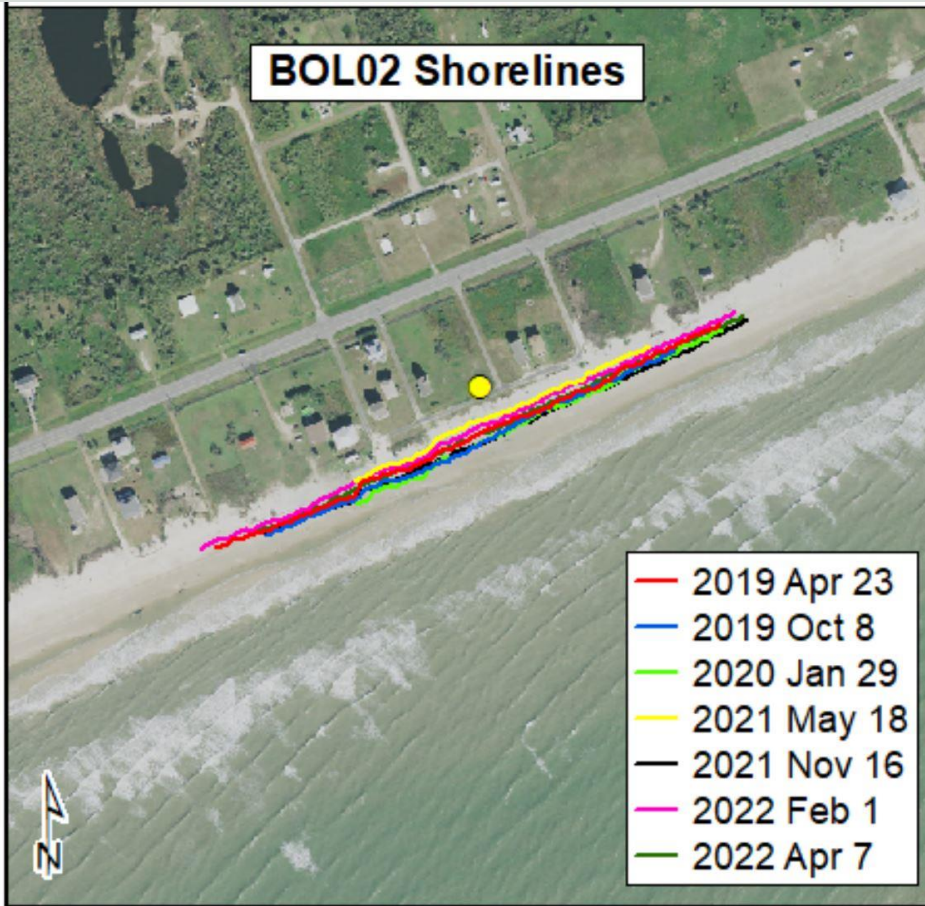 BOL02 Shorelines
2019 Apr 23
2019 Oct 8
2020 Jan 29
2021 May 18
2021 Nov 16
2022 Feb 1
2022 Apr 7
N